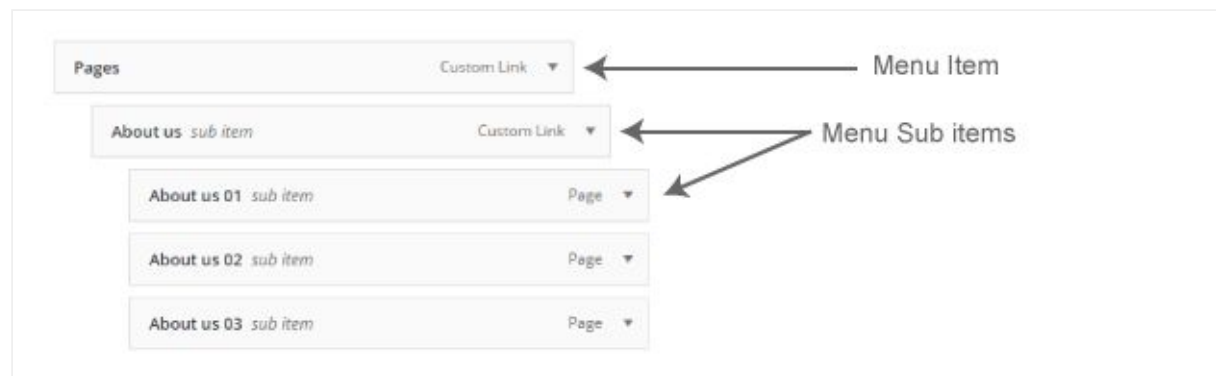 Pages Custom Link Menu Item
About us sub item Custom Link Menu Sub items
About us 01 sub item Page
About us 02 sub item Page
About us 03 sub item Page